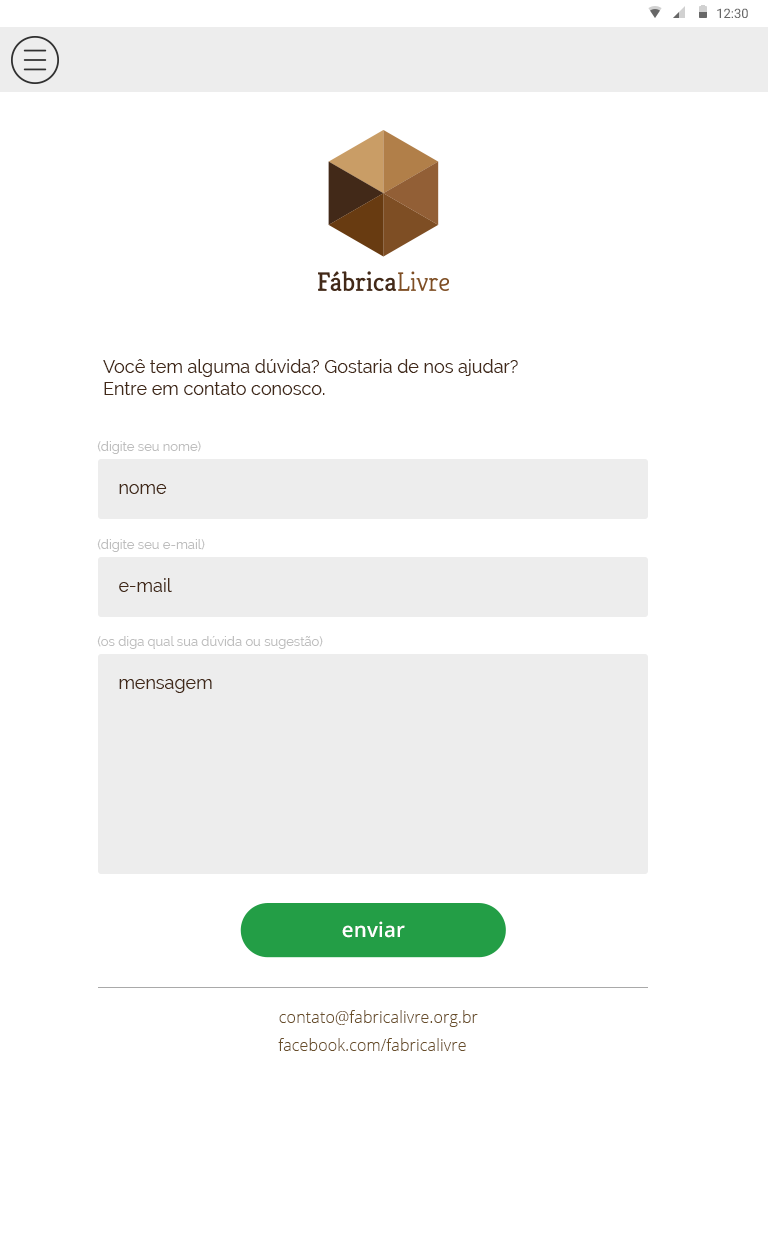 12:30
FábricaLivre
Você tem alguma dúvida? Gostaria de nos ajudar?
Entre em contato conosco.
(digite seu nome)
nome
(digite seu e-mail)
e-mail
(os diga qual sua dúvida ou sugestão)
mensagem
enviar
contato@fabricalivre.org.br
facebook.com/fabricalivre